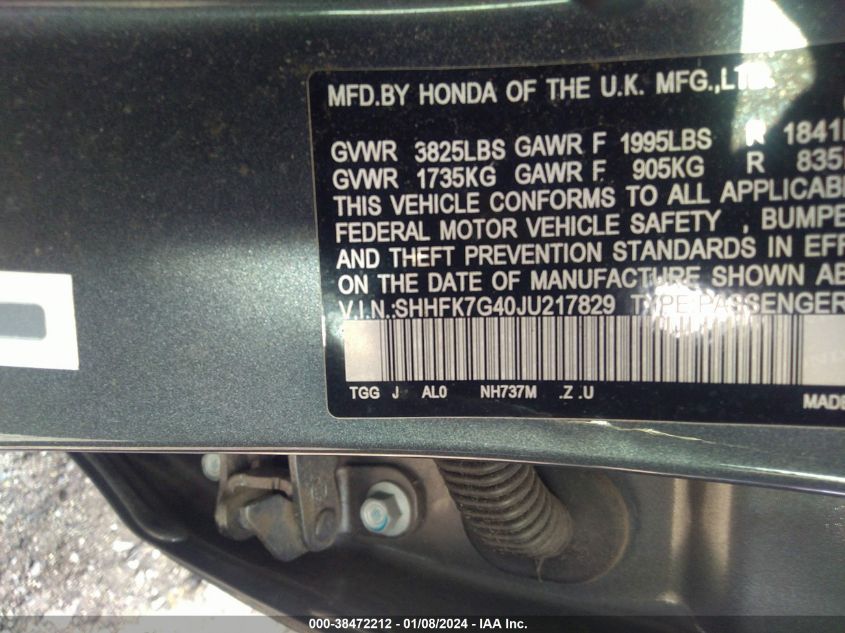 MFD.BY HONDA OF THE U.K. MFG.,LTD.
GVWR 3825LBS GAWR F 1995LBS R 1841
GVWR 1735KG GAWR F 905KG R 835
THIS VEHICLE CONFORMS TO ALL APPLICABL
FEDERAL MOTOR VEHICLE SAFETY , BUMPE
AND THEFT PREVENTION STANDARDS IN EFF
ON THE DATE OF MANUFACTURE SHOWN AB
V.I.N.:SHHFK7G40JU217829 TYPE:PASSENGER
TGG J AL0 NH737M .Z .U
MADE
000-38472212 - 01/08/2024 - IAA Inc.